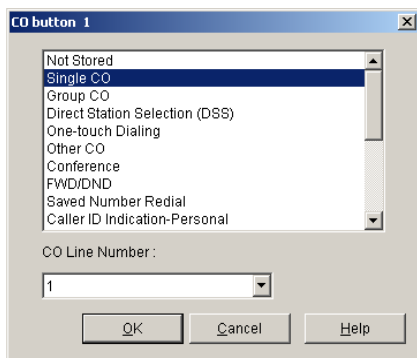 CO button 1
Not Stored
Single CO
Group CO
Direct Station Selection (DSS)
One-touch Dialing
Other CO
Conference
FWD/DND
Saved Number Redial
Caller ID Indication-Personal
CO Line Number :
1
OK
Cancel
Help